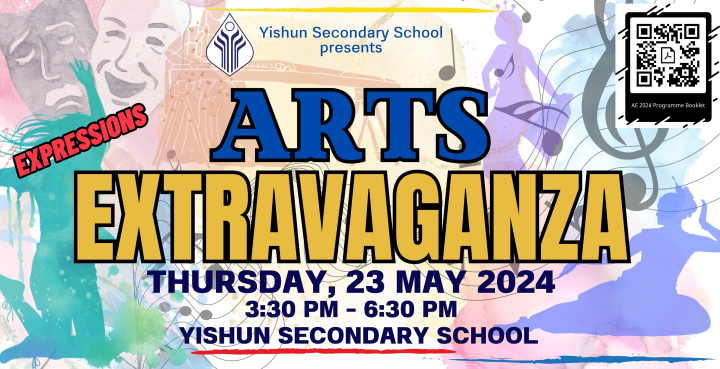 Yishun Secondary School
presents
AE 2024 Programme Booklet
EXPRESSIONS
ARTS
EXTRAVAGANZA
THURSDAY, 23 MAY 2024
3:30 PM - 6:30 PM
YISHUN SECONDARY SCHOOL